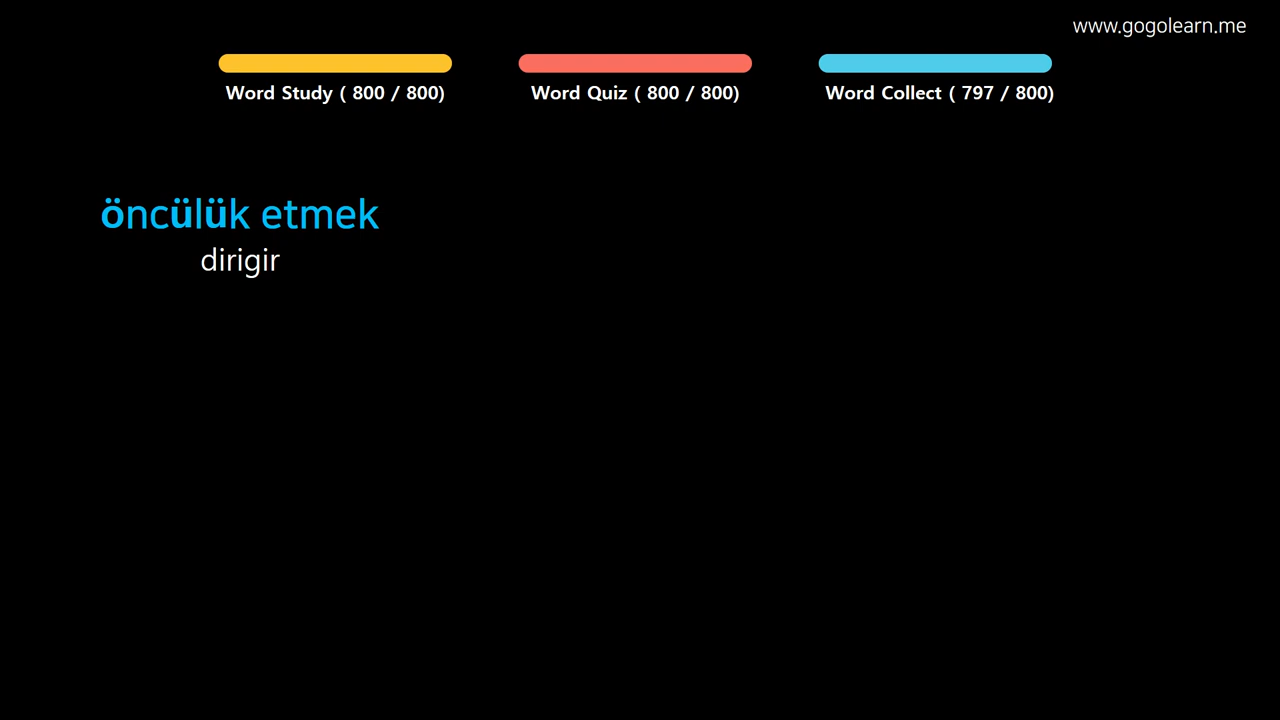 www.gogolearn.me
Word Study ( 800 / 800)
Word Quiz ( 800 / 800)
Word Collect ( 797 / 800)
öncülük etmek
dirigir